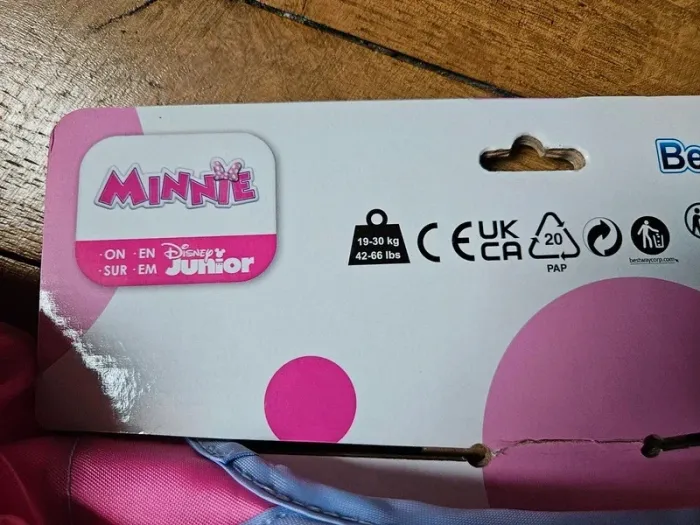 MINNIE
- ON - EN
- SUR - EM
DISNEY
Junior
19-30 kg
42-66 lbs
CE
UK
CA
20
PAP
bestwaycorp.com
Be